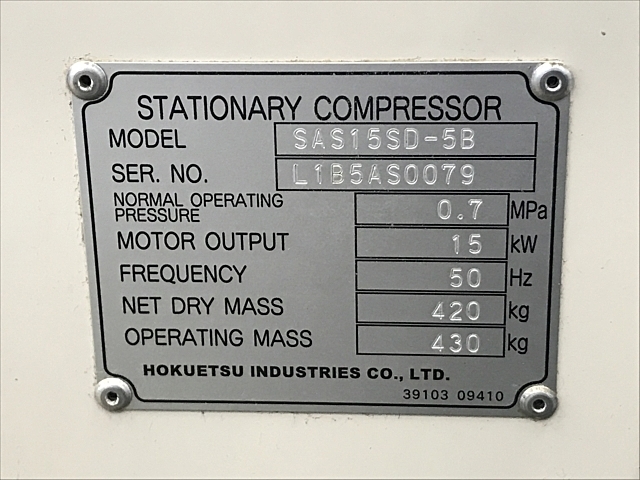 STATIONARY COMPRESSOR
MODEL SAS15SD-5B
SER. NO. L1B5AS0079
NORMAL OPERATING
PRESSURE 0.7 MPa
MOTOR OUTPUT 15 kW
FREQUENCY 50 Hz
NET DRY MASS 420 kg
OPERATING MASS 430 kg
HOKUETSU INDUSTRIES CO., LTD.
39103 09410